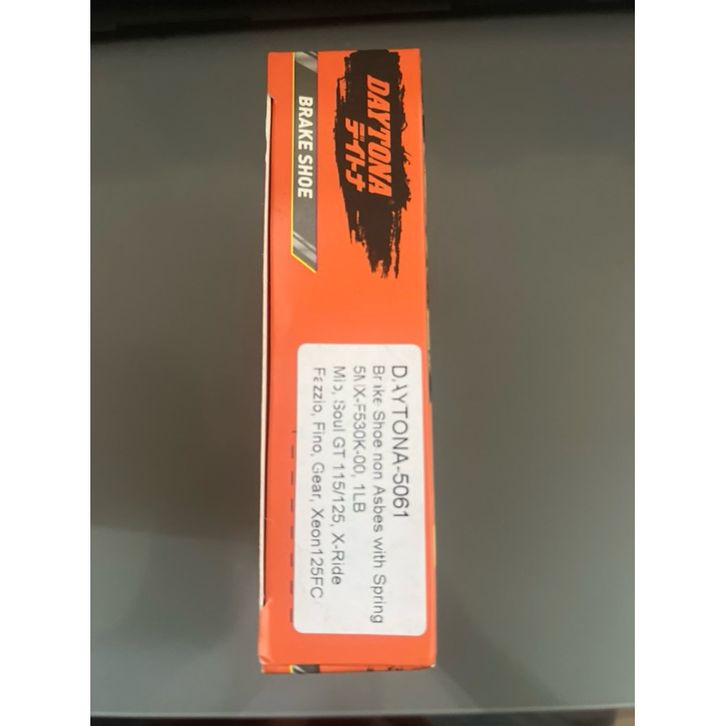 DAYTONA
デイトナ
BRAKE SHOE
DAYTONA-5061
Brake Shoe non Asbes with Spring
5MX-F530K-00, 1LB
Mio, Soul GT 115/125, X-Ride
Fazzio, Fino, Gear, Xeon125FC